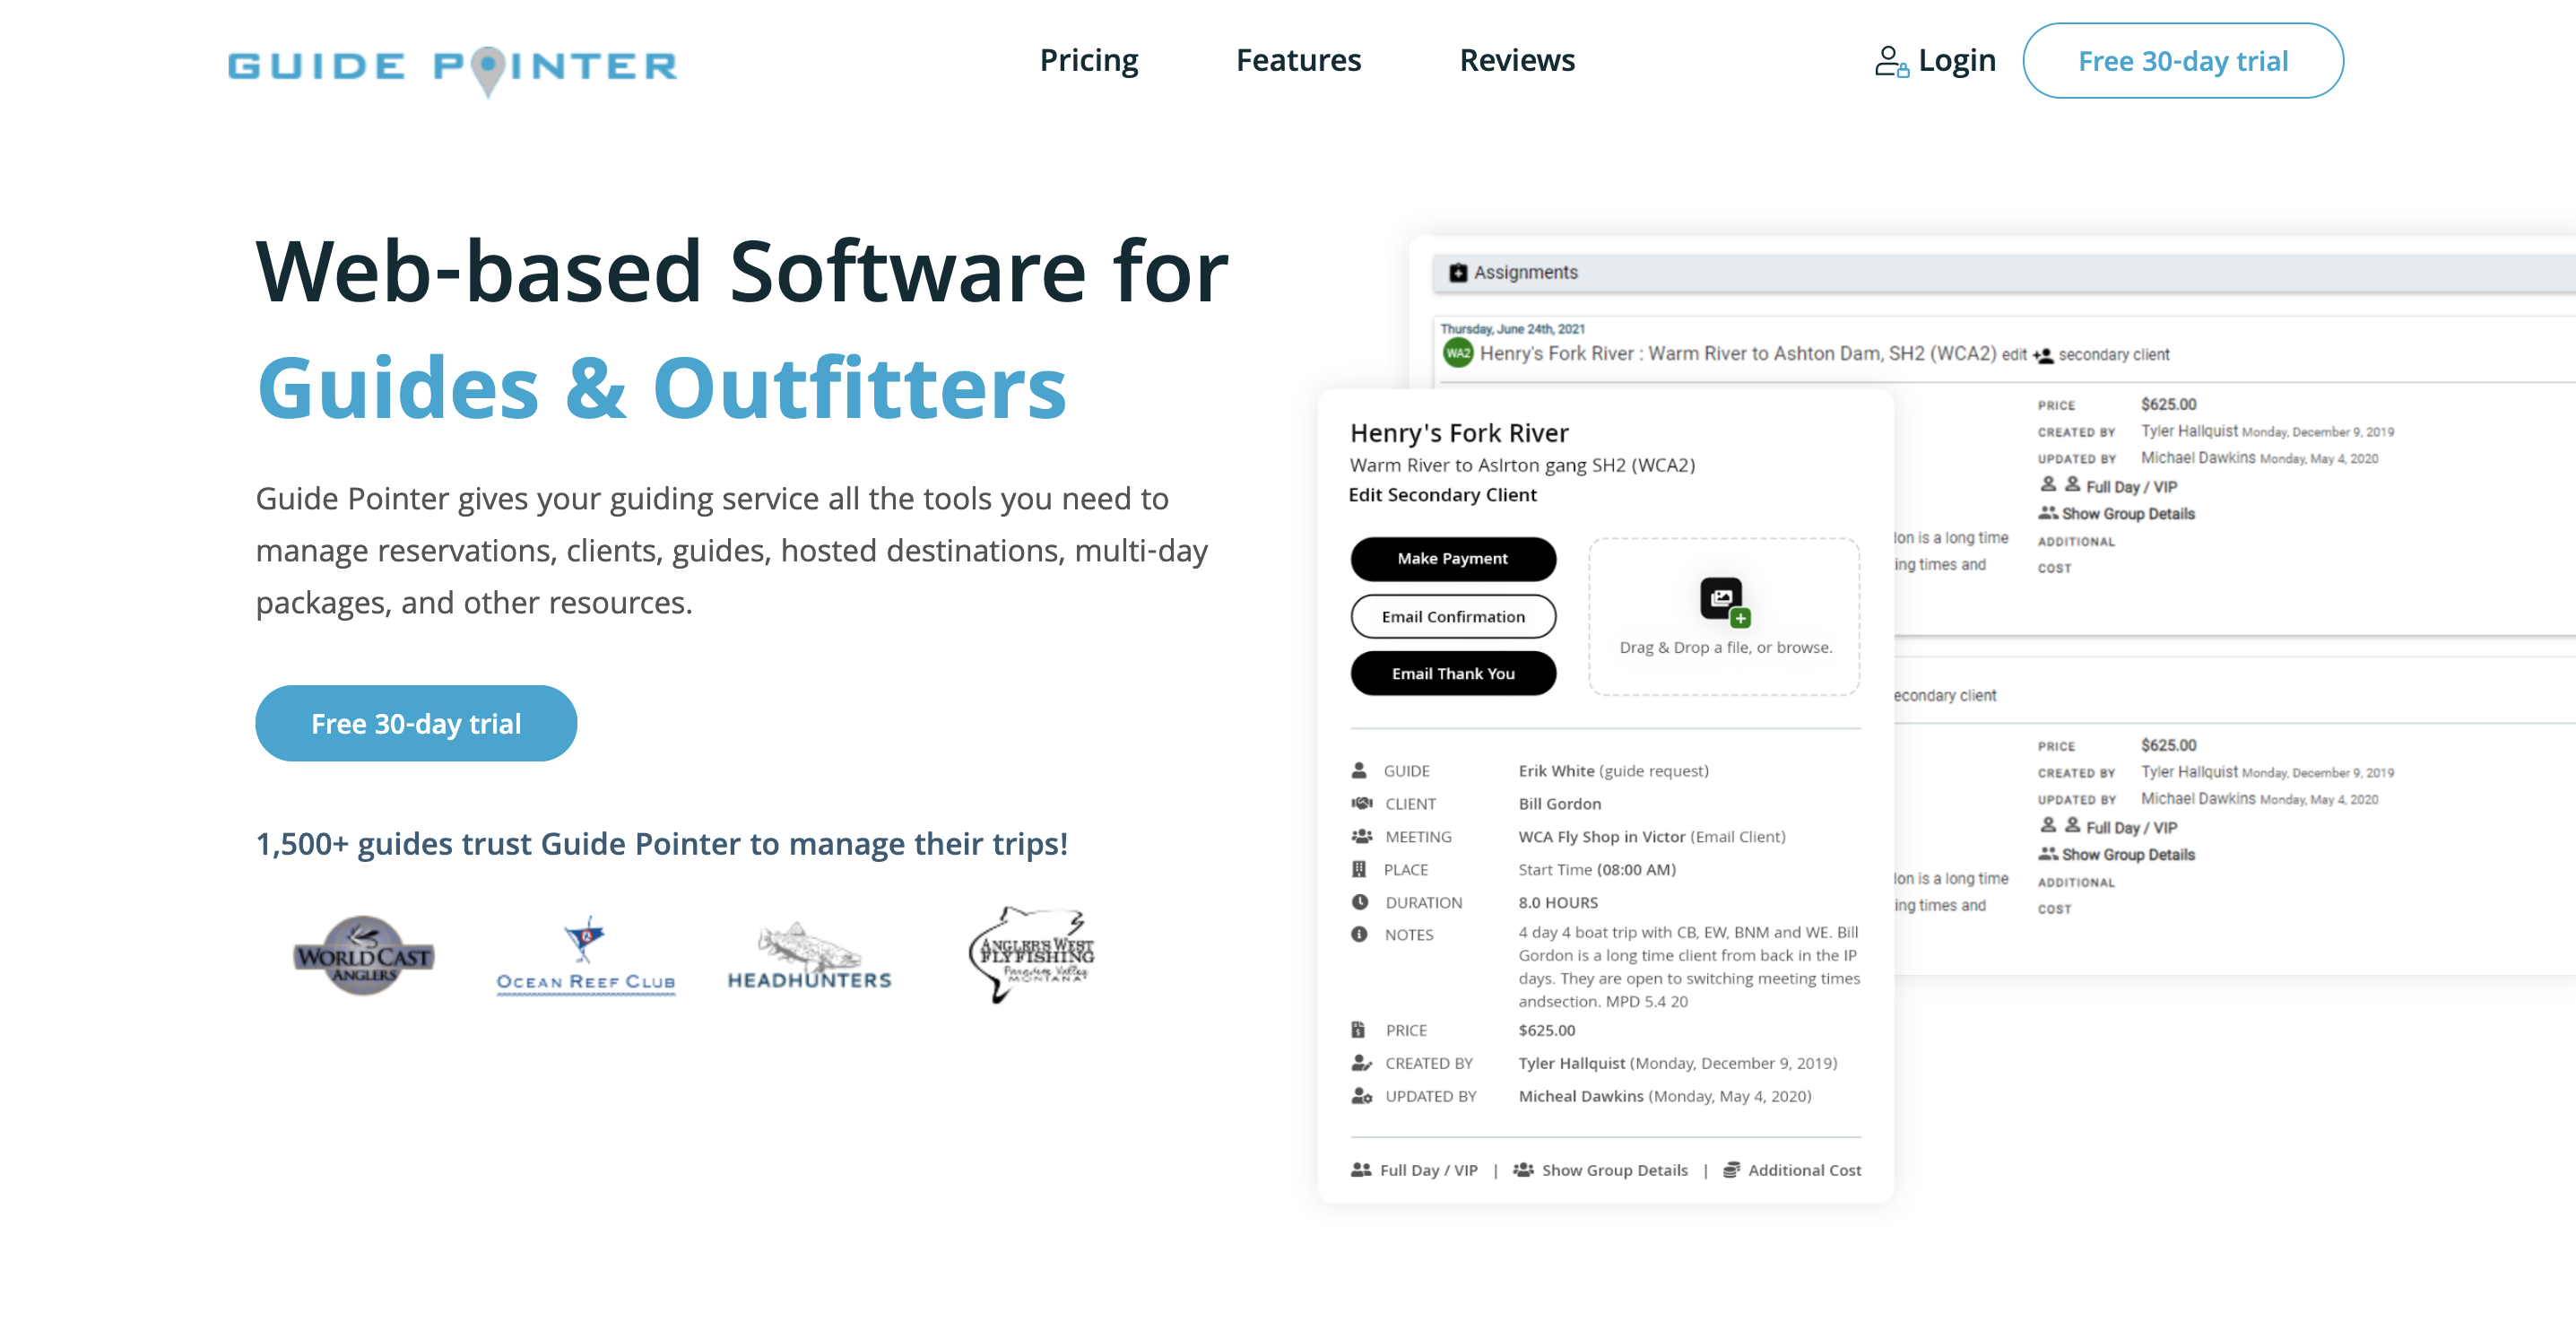 GUIDE POINTER
Pricing
Features
Reviews
Login
Free 30-day trial
Web-based Software for
Guides & Outfitters
Guide Pointer gives your guiding service all the tools you need to
manage reservations, clients, guides, hosted destinations, multi-day
packages, and other resources.
Free 30-day trial
1,500+ guides trust Guide Pointer to manage their trips!
WORLDCAST
ANGLERS
OCEAN REEF CLUB
HEADHUNTERS
ANGLER'S WEST
FLYFISHING
Paradise Valley
MONTANA
Assignments
Thursday, June 24th, 2021
WA2 Henry's Fork River : Warm River to Ashton Dam, SH2 (WCA2) edit secondary client
PRICE $625.00
CREATED BY Tyler Hallquist Monday, December 9, 2019
UPDATED BY Michael Dawkins Monday, May 4, 2020
Full Day / VIP
Show Group Details
lon is a long time
ADDITIONAL
ing times and
COST
econdary client
PRICE $625.00
CREATED BY Tyler Hallquist Monday, December 9, 2019
UPDATED BY Michael Dawkins Monday, May 4, 2020
Full Day / VIP
Show Group Details
lon is a long time
ADDITIONAL
ing times and
COST
Henry's Fork River
Warm River to Aslrton gang SH2 (WCA2)
Edit Secondary Client
Make Payment
Email Confirmation
Email Thank You
Drag & Drop a file, or browse.
GUIDE Erik White (guide request)
CLIENT Bill Gordon
MEETING WCA Fly Shop in Victor (Email Client)
PLACE Start Time (08:00 AM)
DURATION 8.0 HOURS
NOTES 4 day 4 boat trip with CB, EW, BNM and WE. Bill
Gordon is a long time client from back in the IP
days. They are open to switching meeting times
andsection. MPD 5.4 20
PRICE $625.00
CREATED BY Tyler Hallquist (Monday, December 9, 2019)
UPDATED BY Micheal Dawkins (Monday, May 4, 2020)
Full Day / VIP | Show Group Details | Additional Cost